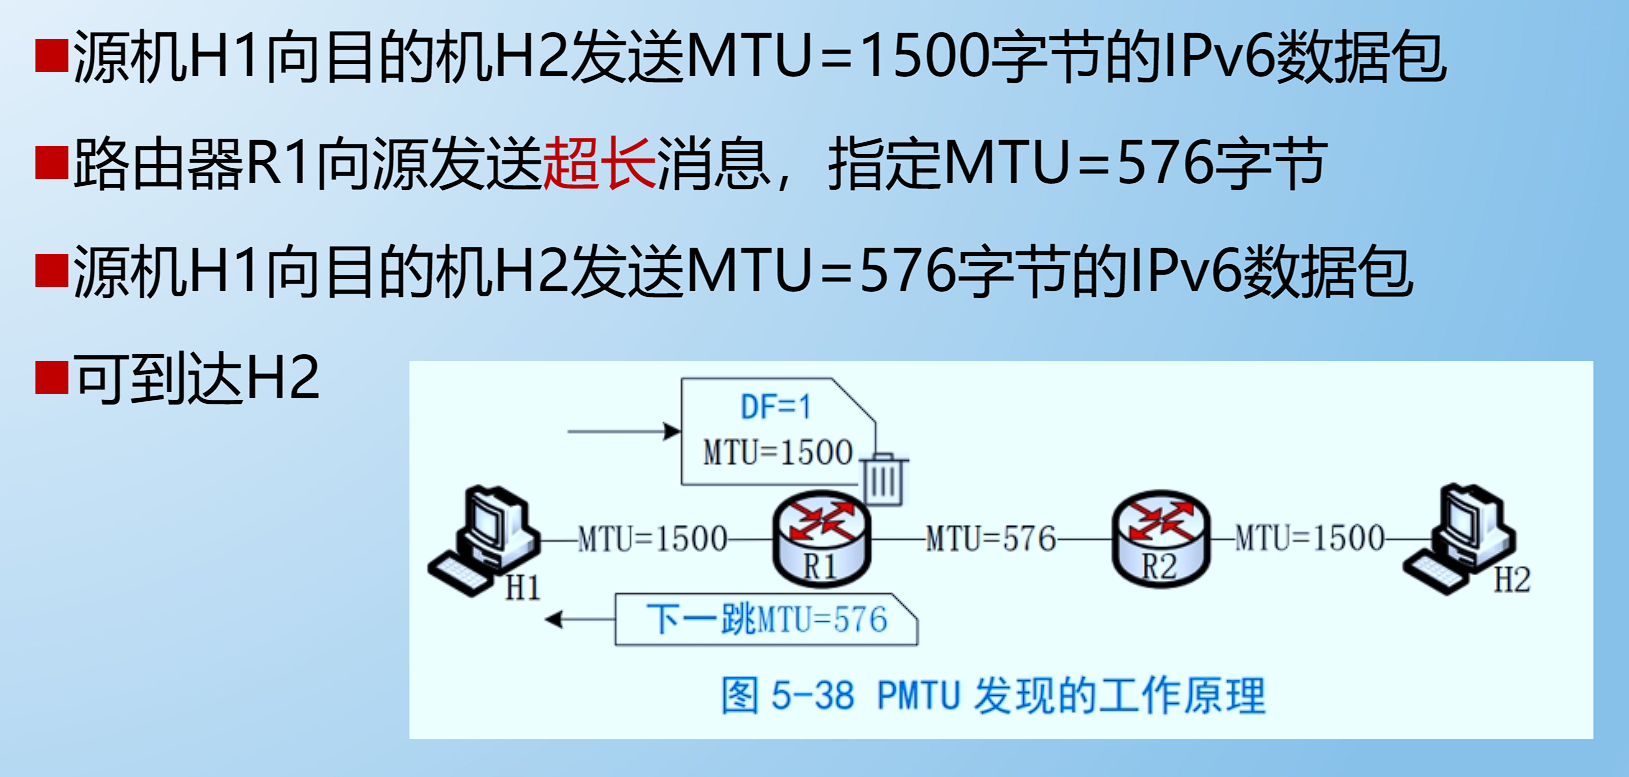 源机H1向目的机H2发送MTU=1500字节的IPv6数据包
路由器R1向源发送超长消息，指定MTU=576字节
源机H1向目的机H2发送MTU=576字节的IPv6数据包
可到达H2
DF=1
MTU=1500
MTU=1500
R1
MTU=576
R2
MTU=1500
H1
H2
下一跳MTU=576
图 5-38 PMTU 发现的工作原理